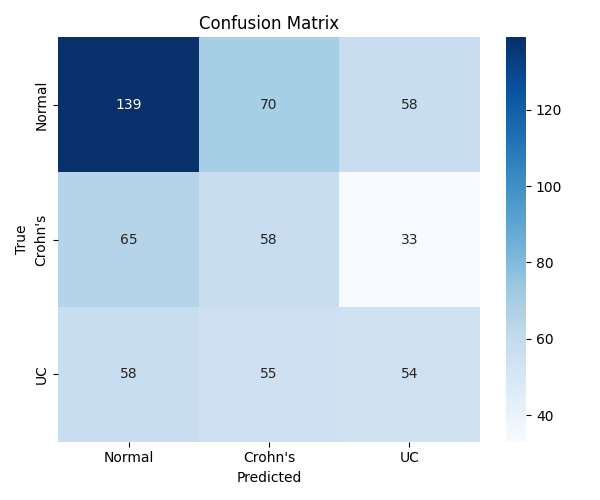 Confusion Matrix
True
Normal
139
70
58
Crohn's
65
58
33
UC
58
55
54
Normal
Crohn's
UC
Predicted
120
100
80
60
40